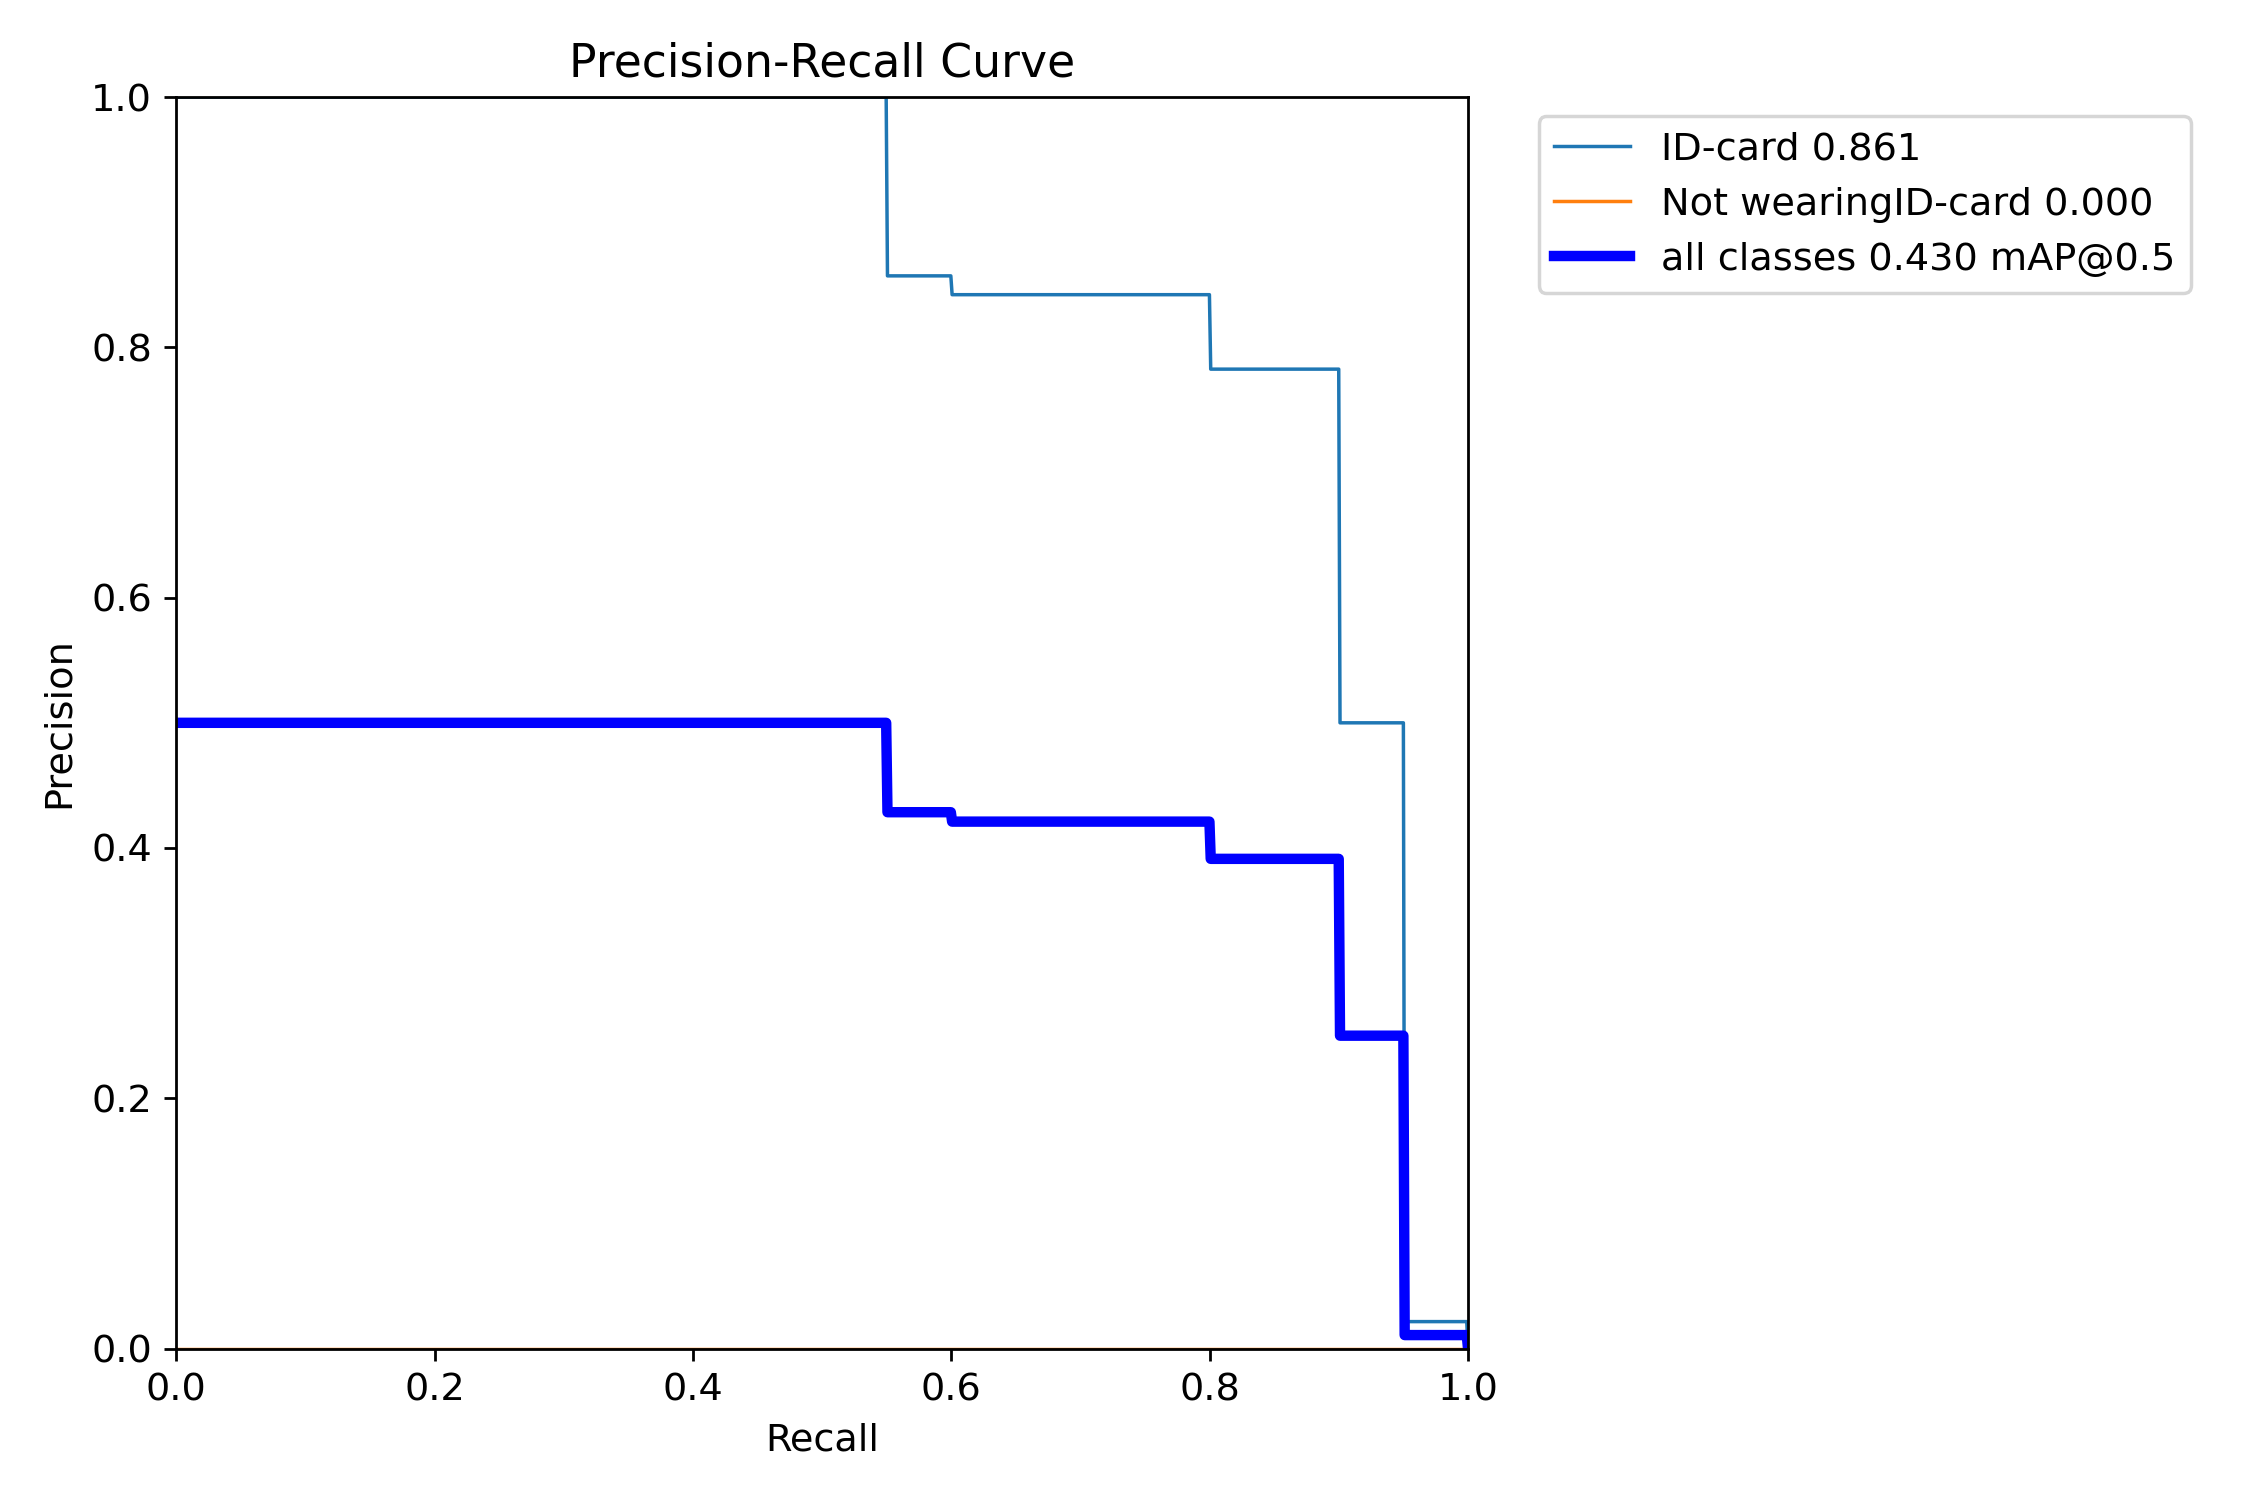 Precision-Recall Curve
1.0
0.8
0.6
0.4
0.2
0.0
Precision
0.0 0.2 0.4 0.6 0.8 1.0
Recall
ID-card 0.861
Not wearingID-card 0.000
all classes 0.430 mAP@0.5